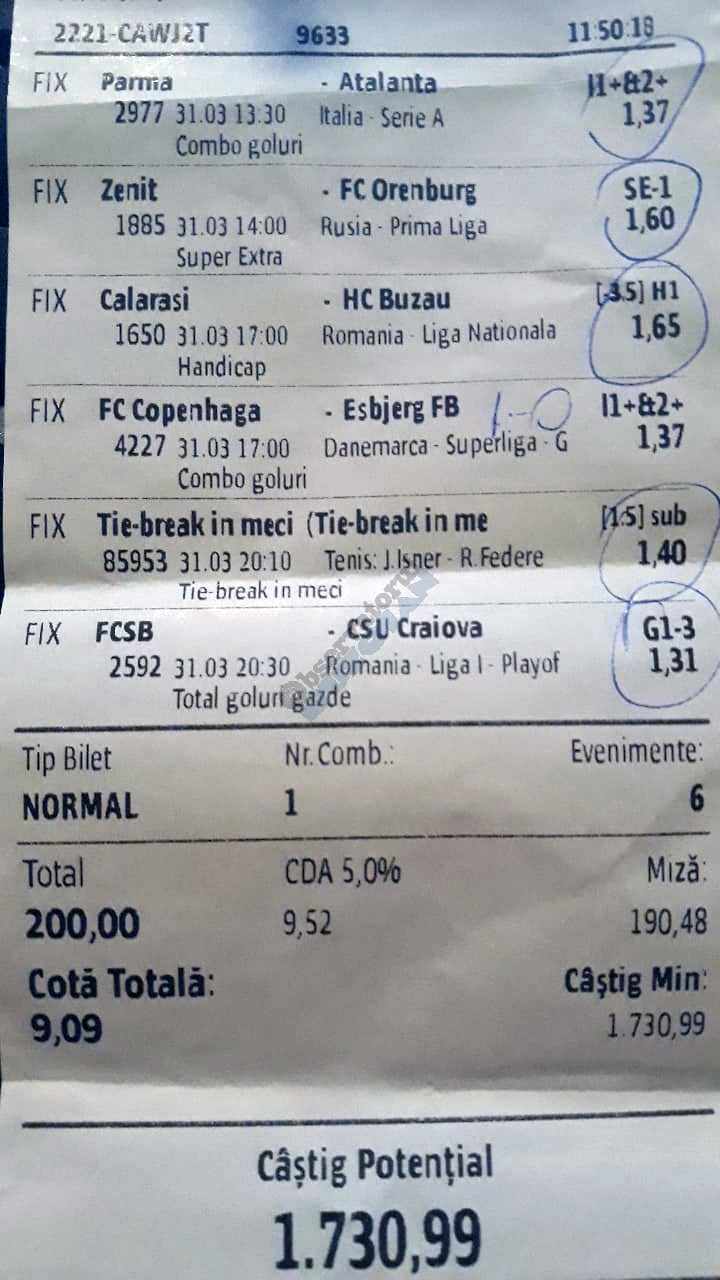 2221-CAWJ2T 9633 11:50:18
FIX Parma - Atalanta I1+&2+
2977 31.03 13:30 Italia - Serie A 1,37
Combo goluri
FIX Zenit - FC Orenburg SE-1
1885 31.03 14:00 Rusia - Prima Liga 1,60
Super Extra
FIX Calarasi - HC Buzau [-3.5] H1
1650 31.03 17:00 Romania - Liga Nationala 1,65
Handicap
FIX FC Copenhaga - Esbjerg FB 1-0 I1+&2+
4227 31.03 17:00 Danemarca - Superliga - G 1,37
Combo goluri
FIX Tie-break in meci (Tie-break in me [1.5] sub
85953 31.03 20:10 Tenis: J.Isner - R.Federe 1,40
Tie-break in meci
FIX FCSB - CSU Craiova G1-3
2592 31.03 20:30 Romania - Liga I - Playof 1,31
Total goluri gazde
Tip Bilet Nr.Comb.: Evenimente:
NORMAL 1 6
Total CDA 5,0% Miză:
200,00 9,52 190,48
Cotă Totală: Câştig Min:
9,09 1.730,99
Câștig Potențial
1.730,99